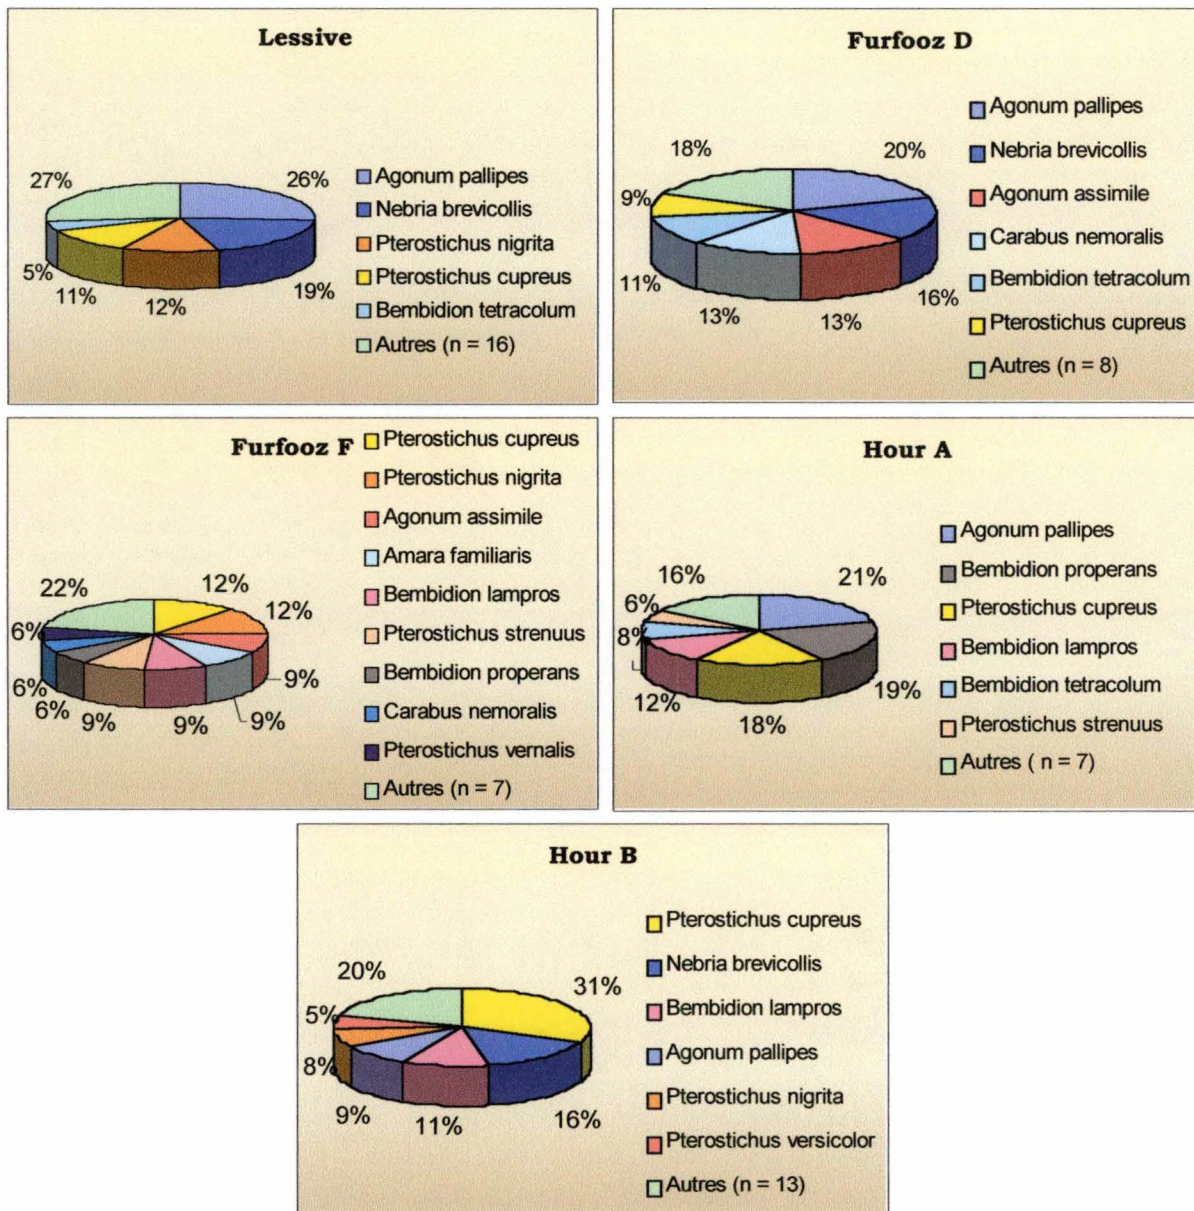 Lessive
27%
26%
5%
11%
12%
19%
Agonum pallipes
Nebria brevicollis
Pterostichus nigrita
Pterostichus cupreus
Bembidion tetracolum
Autres (n = 16)
Furfooz D
18%
20%
9%
11%
13%
13%
16%
Agonum pallipes
Nebria brevicollis
Agonum assimile
Carabus nemoralis
Bembidion tetracolum
Pterostichus cupreus
Autres (n = 8)
Furfooz F
22%
12%
12%
6%
6%
6%
9%
9%
9%
9%
Pterostichus cupreus
Pterostichus nigrita
Agonum assimile
Amara familiaris
Bembidion lampros
Pterostichus strenuus
Bembidion properans
Carabus nemoralis
Pterostichus vernalis
Autres (n = 7)
Hour A
16%
21%
6%
8%
12%
18%
19%
Agonum pallipes
Bembidion properans
Pterostichus cupreus
Bembidion lampros
Bembidion tetracolum
Pterostichus strenuus
Autres ( n = 7)
Hour B
20%
31%
5%
8%
9%
11%
16%
Pterostichus cupreus
Nebria brevicollis
Bembidion lampros
Agonum pallipes
Pterostichus nigrita
Pterostichus versicolor
Autres (n = 13)